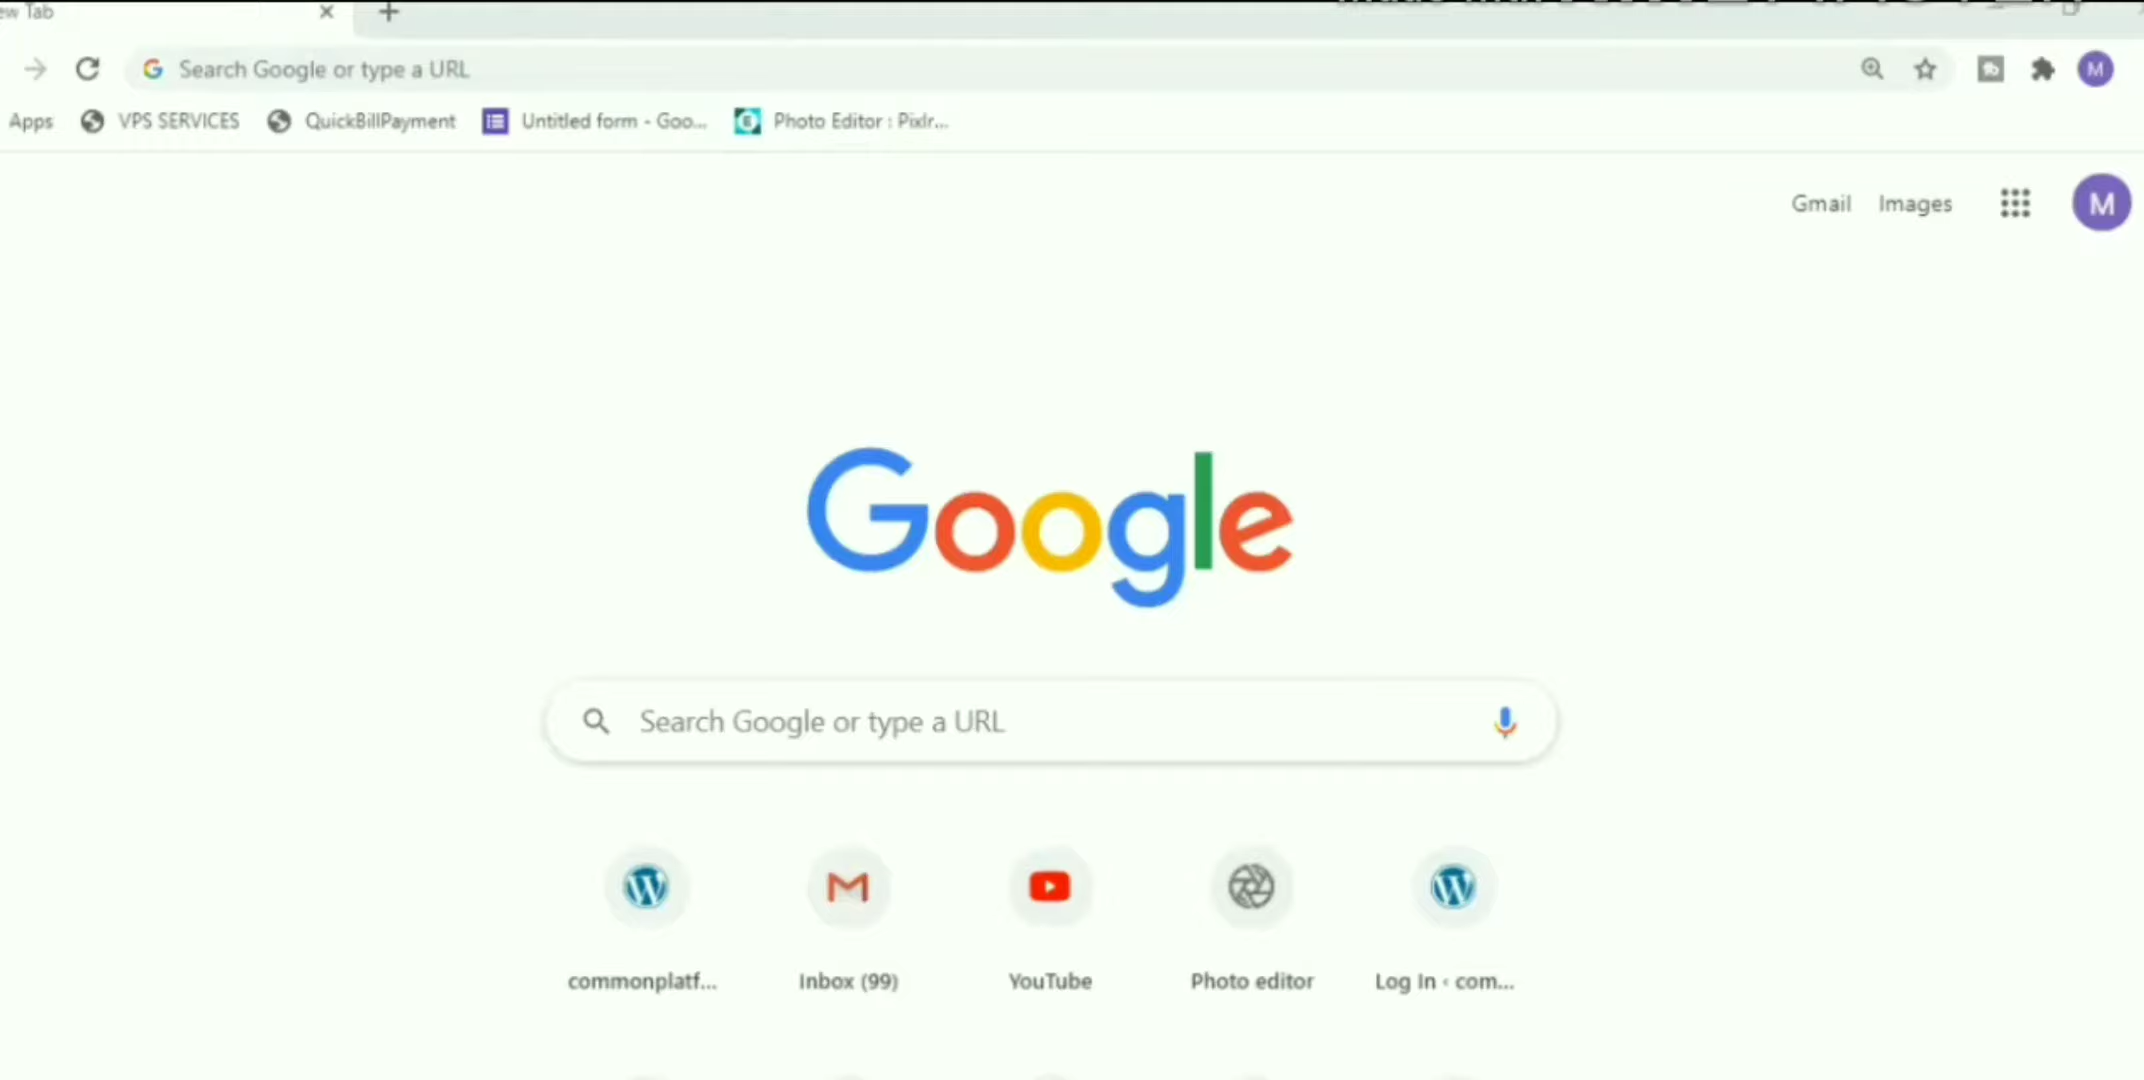 ew Tab
Search Google or type a URL
M
Apps
VPS SERVICES
QuickBillPayment
Untitled form - Goo...
Photo Editor : Pixlr...
Gmail
Images
M
Google
Search Google or type a URL
commonplatf...
Inbox (99)
YouTube
Photo editor
Log In ‹ com...